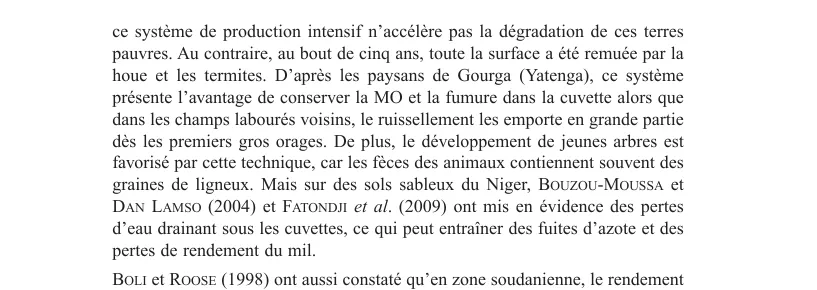 ce système de production intensif n’accélère pas la dégradation de ces terres
pauvres. Au contraire, au bout de cinq ans, toute la surface a été remuée par la
houe et les termites. D’après les paysans de Gourga (Yatenga), ce système
présente l’avantage de conserver la MO et la fumure dans la cuvette alors que
dans les champs labourés voisins, le ruissellement les emporte en grande partie
dès les premiers gros orages. De plus, le développement de jeunes arbres est
favorisé par cette technique, car les fèces des animaux contiennent souvent des
graines de ligneux. Mais sur des sols sableux du Niger, BOUZOU-MOUSSA et
DAN LAMSO (2004) et FATONDJI et al. (2009) ont mis en évidence des pertes
d’eau drainant sous les cuvettes, ce qui peut entraîner des fuites d’azote et des
pertes de rendement du mil.
BOLI et ROOSE (1998) ont aussi constaté qu’en zone soudanienne, le rendement